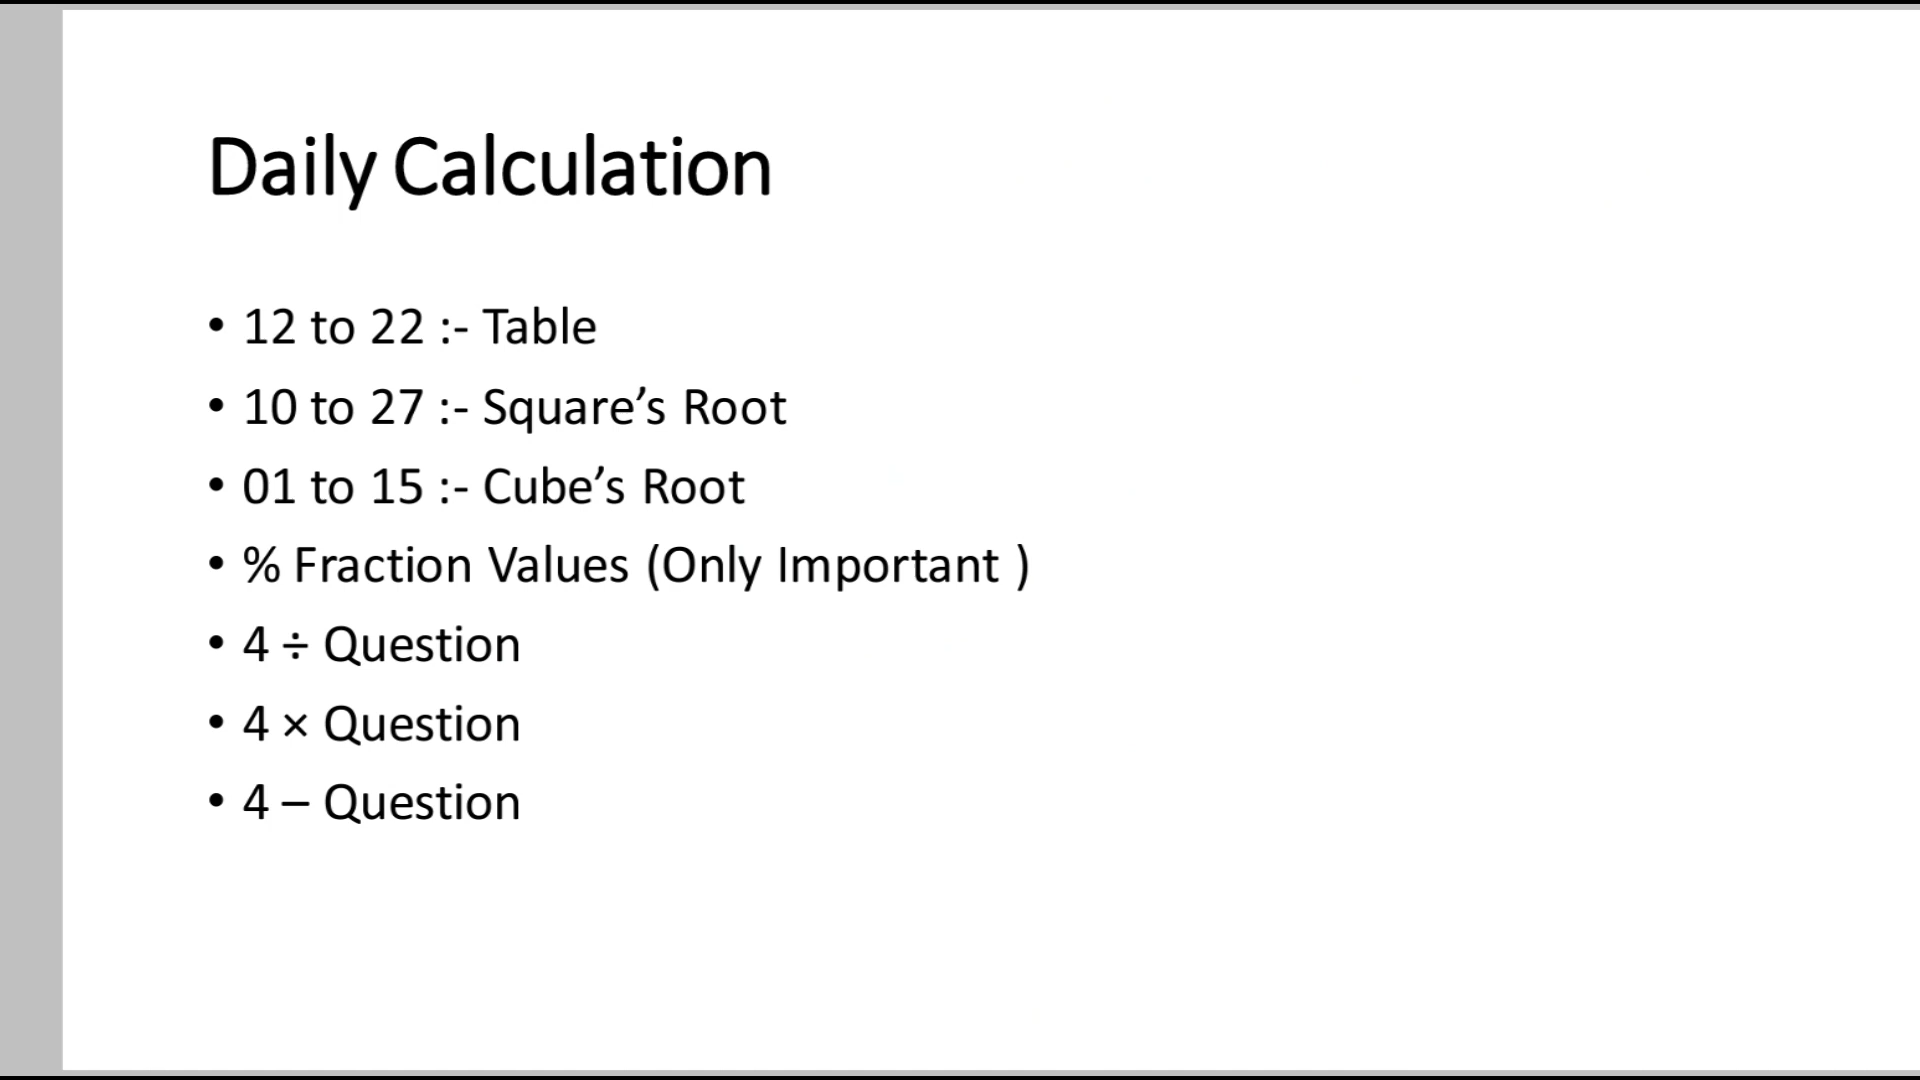 Daily Calculation
• 12 to 22 :- Table
• 10 to 27 :- Square’s Root
• 01 to 15 :- Cube’s Root
• % Fraction Values (Only Important )
• 4 ÷ Question
• 4 × Question
• 4 – Question